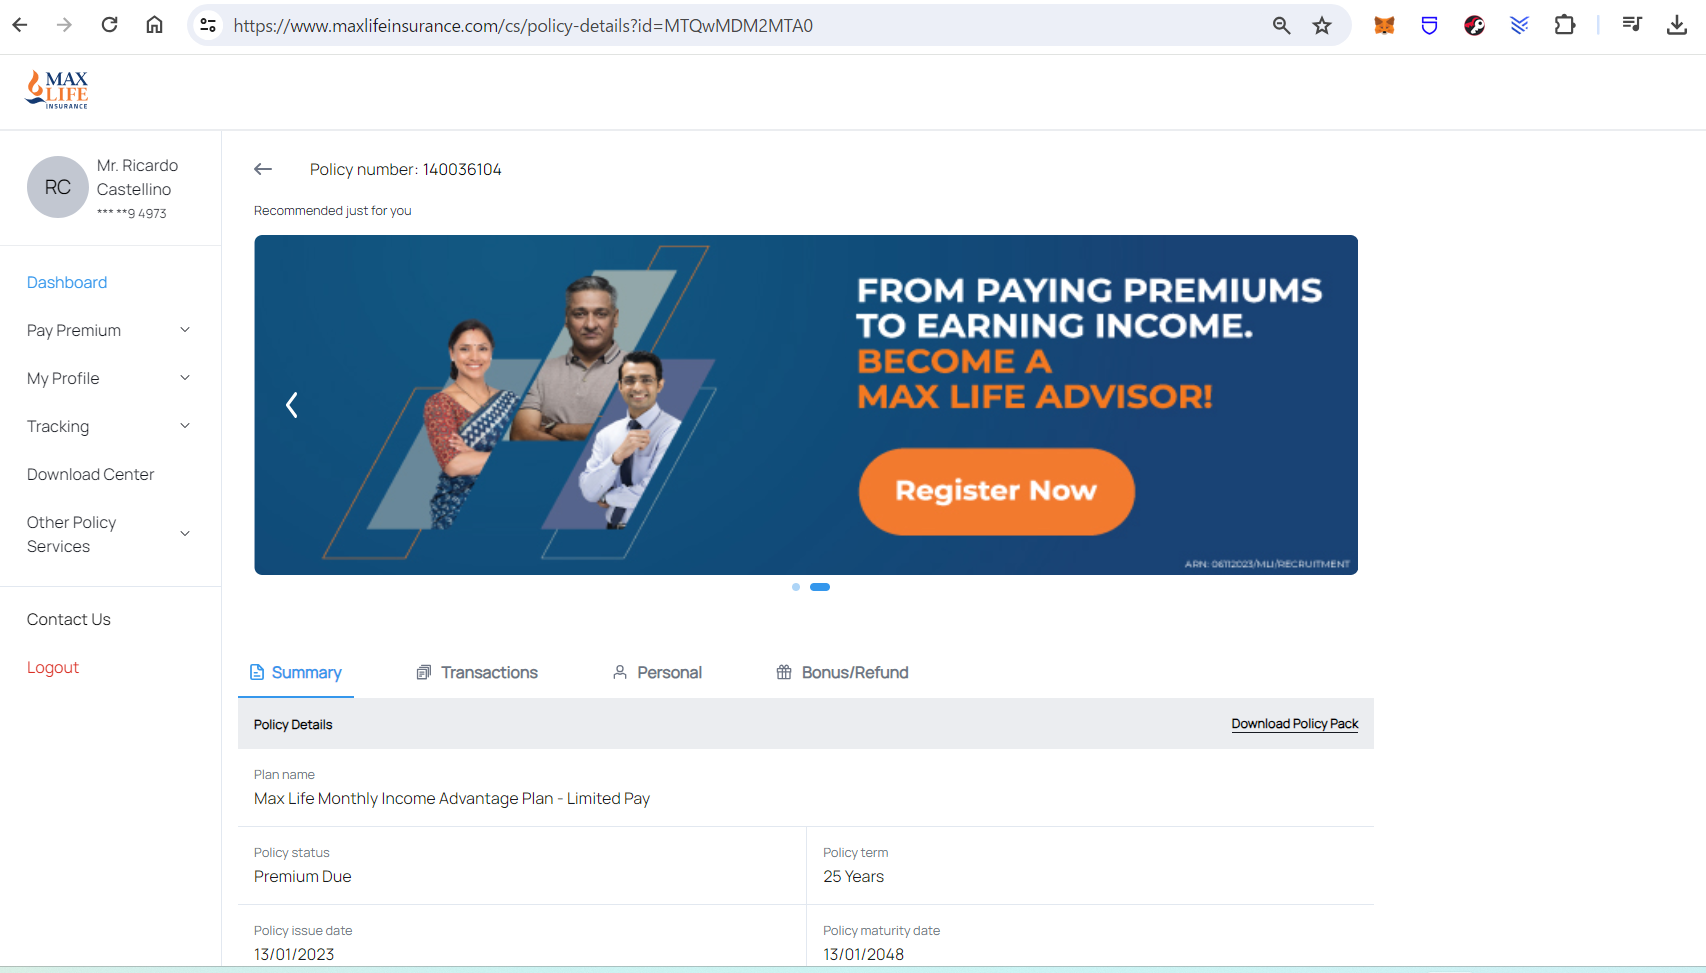 https://www.maxlifeinsurance.com/cs/policy-details?id=MTQwMDM2MTA0
MAX
LIFE
INSURANCE
RC
Mr. Ricardo
Castellino
*** **9 4973
Dashboard
Pay Premium
My Profile
Tracking
Download Center
Other Policy
Services
Contact Us
Logout
Policy number: 140036104
Recommended just for you
FROM PAYING PREMIUMS
TO EARNING INCOME.
BECOME A
MAX LIFE ADVISOR!
Register Now
ARN: 06112023/MLI/RECRUITMENT
Summary
Transactions
Personal
Bonus/Refund
Policy Details
Download Policy Pack
Plan name
Max Life Monthly Income Advantage Plan - Limited Pay
Policy status
Premium Due
Policy term
25 Years
Policy issue date
13/01/2023
Policy maturity date
13/01/2048